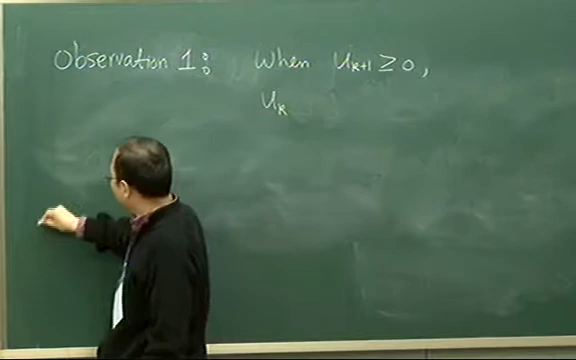 Observation 1: When u_{k+1} ≥ 0,
u_k